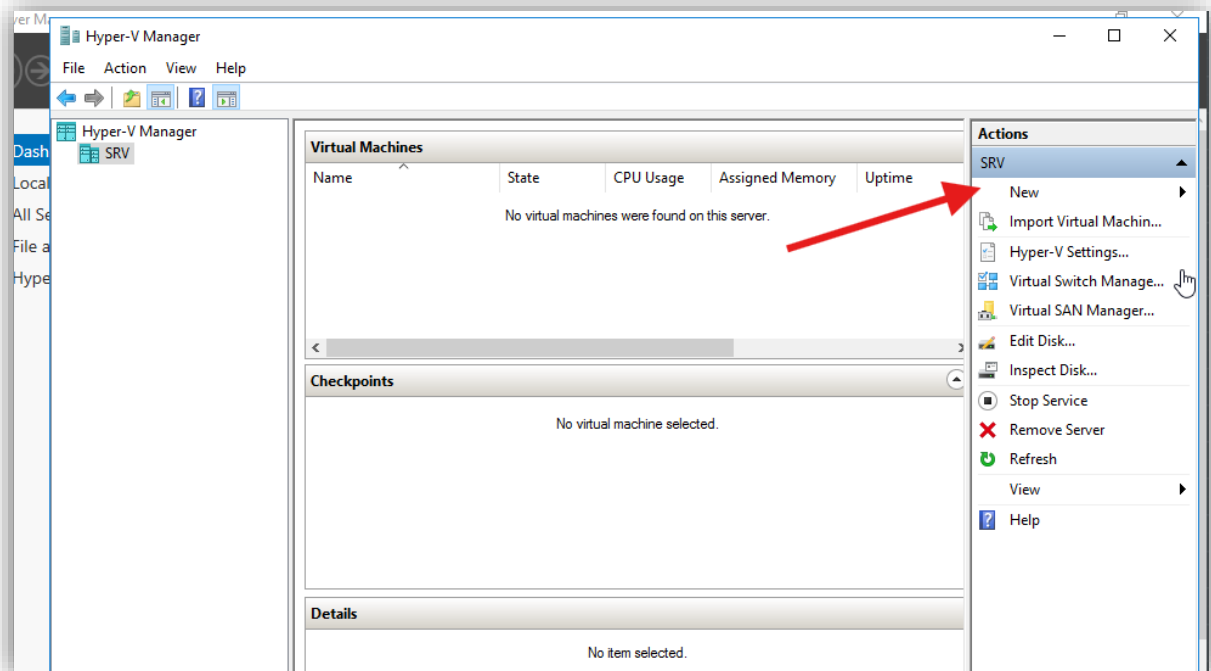 ver Ma
Hyper-V Manager
File Action View Help
Hyper-V Manager
SRV
Dash
Local
All Se
File a
Hype
Virtual Machines
Name State CPU Usage Assigned Memory Uptime
No virtual machines were found on this server.
Checkpoints
No virtual machine selected.
Details
No item selected.
Actions
SRV
New
Import Virtual Machin...
Hyper-V Settings...
Virtual Switch Manage...
Virtual SAN Manager...
Edit Disk...
Inspect Disk...
Stop Service
Remove Server
Refresh
View
Help